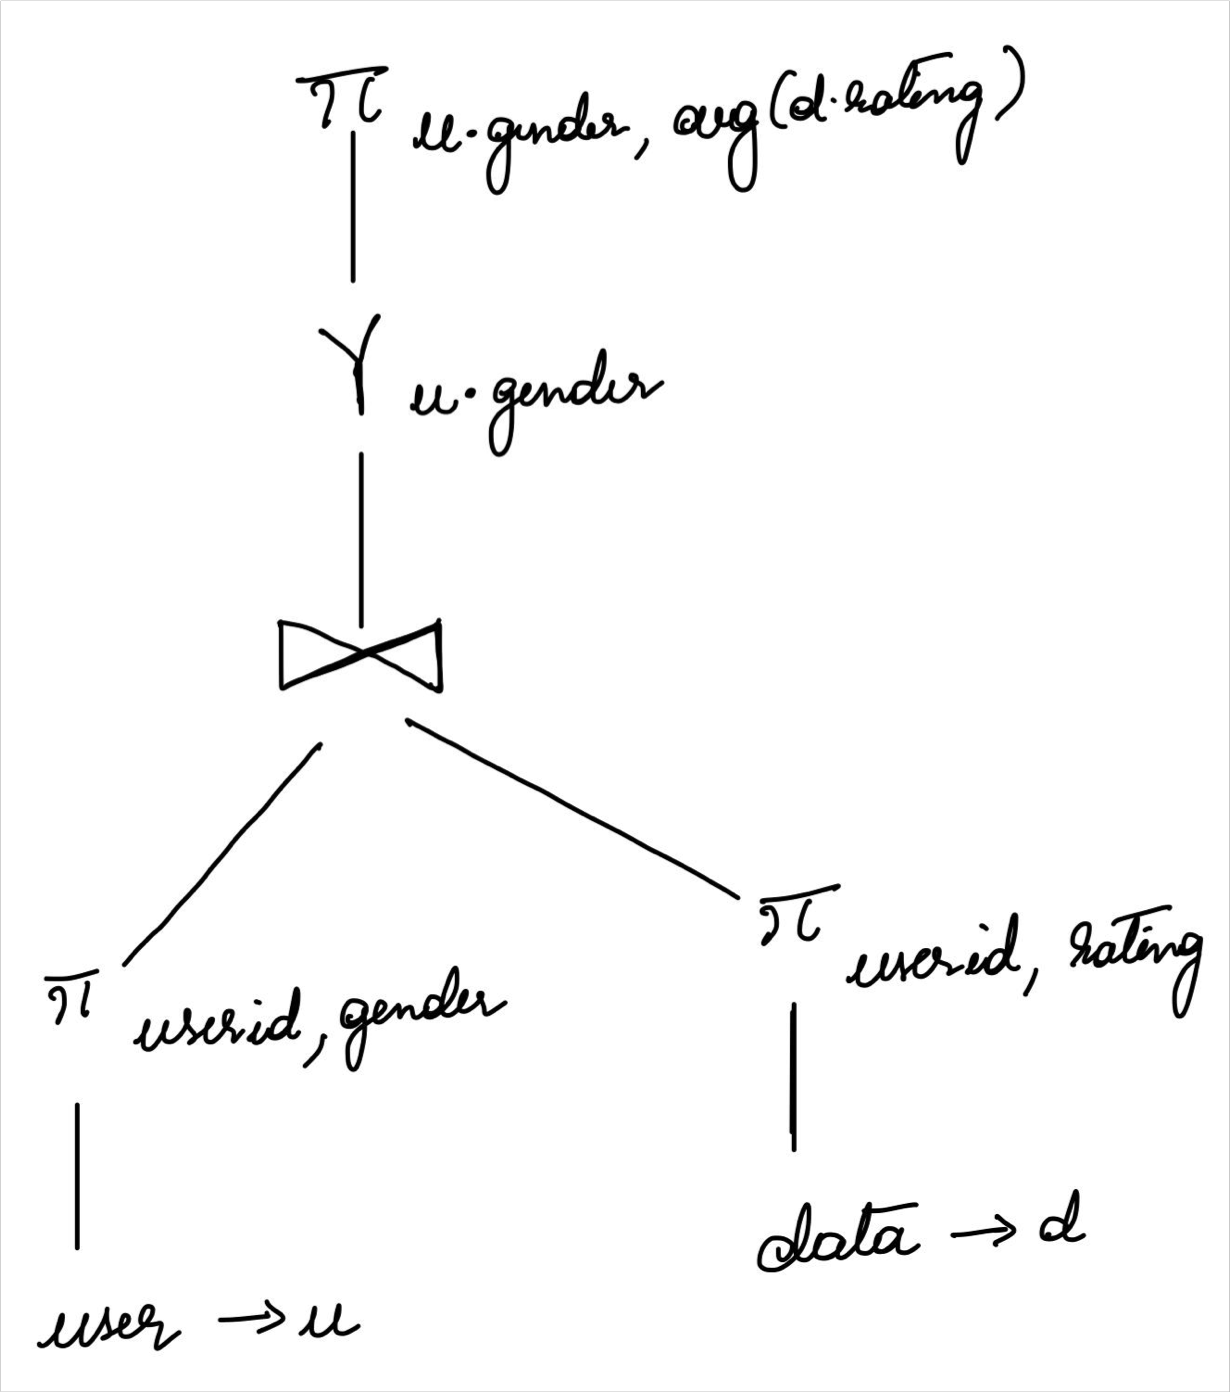 π u.gender, avg(d.rating)
γ u.gender
⋈
π userid, rating
π userid, gender
data → d
user → u